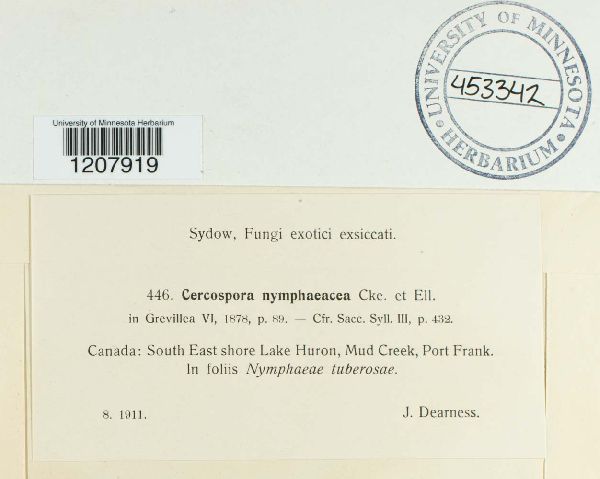 UNIVERSITY OF MINNESOTA
453342
HERBARIUM
University of Minnesota Herbarium
1207919
Sydow, Fungi exotici exsiccati.
446. Cercospora nymphaeacea Cke. et Ell.
in Grevillea VI, 1878, p. 89. — Cfr. Sacc. Syll. III, p. 432.
Canada: South East shore Lake Huron, Mud Creek, Port Frank.
In foliis Nymphaeae tuberosae.
8. 1911.
J. Dearness.